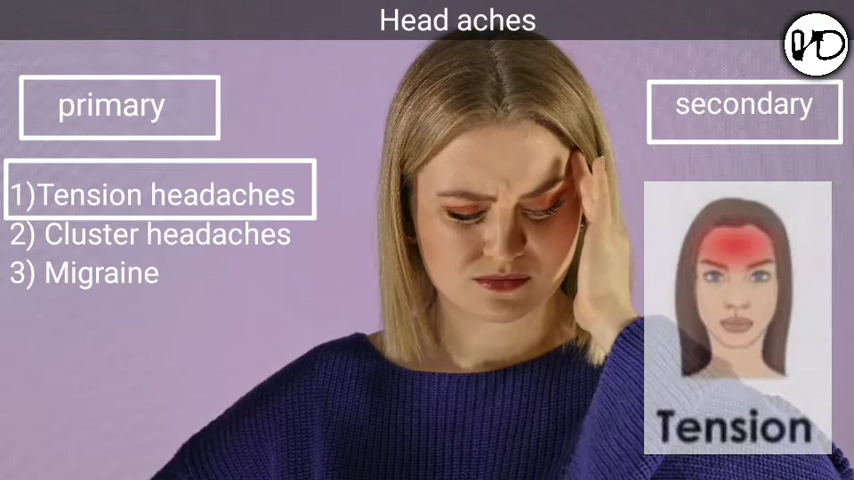 Head aches
primary
secondary
1)Tension headaches
2) Cluster headaches
3) Migraine
Tension